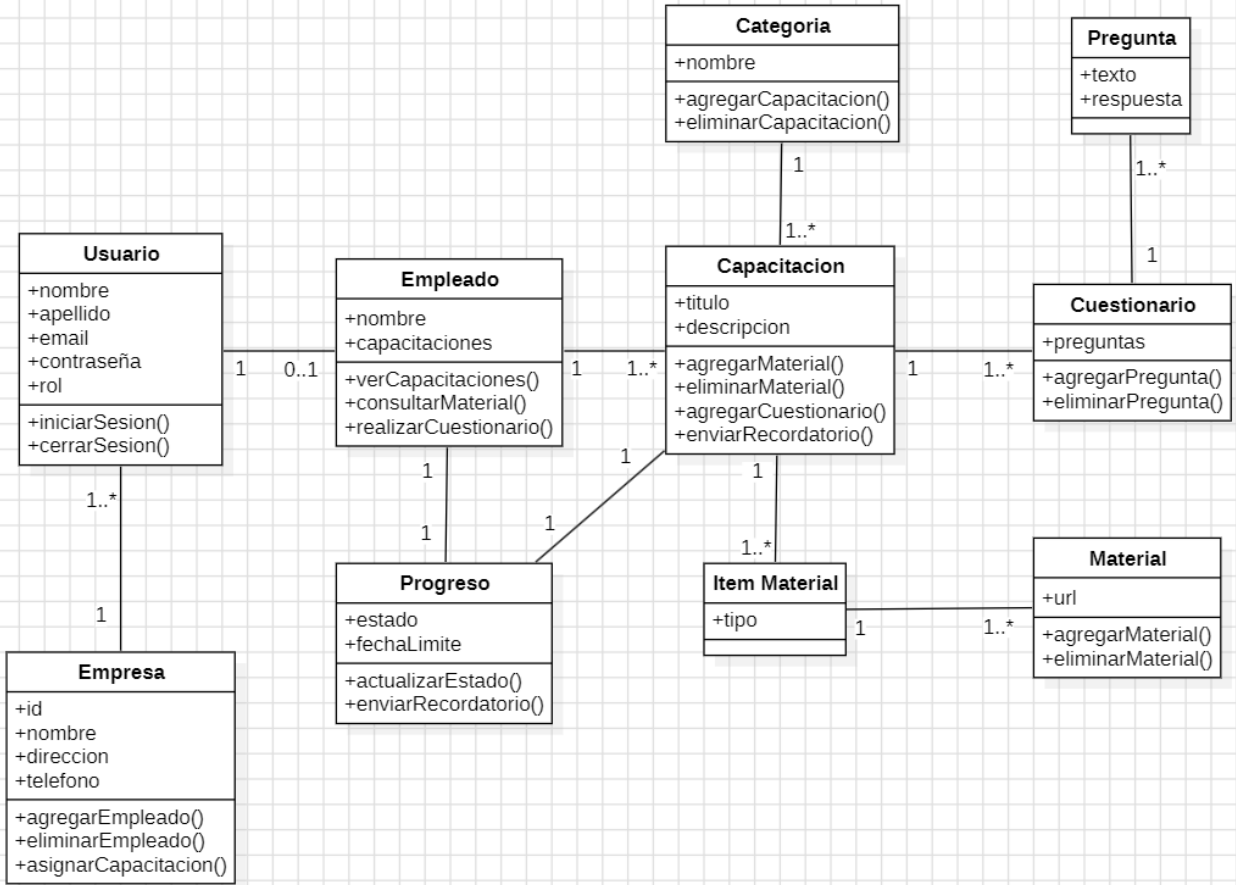 Categoria
+nombre
+agregarCapacitacion()
+eliminarCapacitacion()
1
1..*
Pregunta
+texto
+respuesta
1..*
1
Usuario
+nombre
+apellido
+email
+contraseña
+rol
+iniciarSesion()
+cerrarSesion()
1
0..1
1..*
1
Empleado
+nombre
+capacitaciones
+verCapacitaciones()
+consultarMaterial()
+realizarCuestionario()
1
1..*
1
1
Capacitacion
+titulo
+descripcion
+agregarMaterial()
+eliminarMaterial()
+agregarCuestionario()
+enviarRecordatorio()
1
1..*
1
1
1
1..*
Cuestionario
+preguntas
+agregarPregunta()
+eliminarPregunta()
Empresa
+id
+nombre
+direccion
+telefono
+agregarEmpleado()
+eliminarEmpleado()
+asignarCapacitacion()
Progreso
+estado
+fechaLimite
+actualizarEstado()
+enviarRecordatorio()
Item Material
+tipo
1
1..*
Material
+url
+agregarMaterial()
+eliminarMaterial()